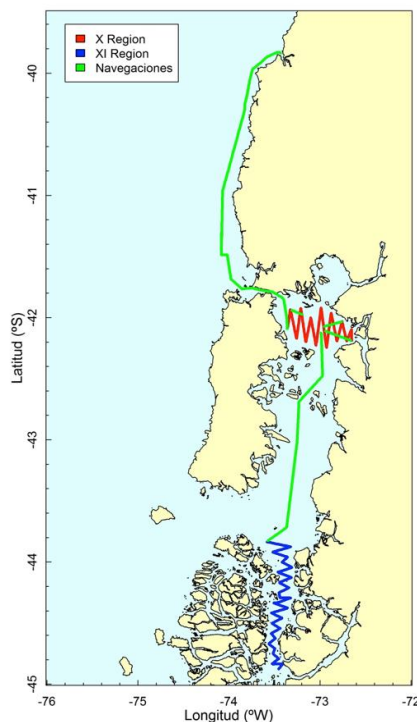 X Region
XI Region
Navegaciones
-40
-41
-42
-43
-44
-45
Latitud (ºS)
-76
-75
-74
-73
-72
Longitud (ºW)